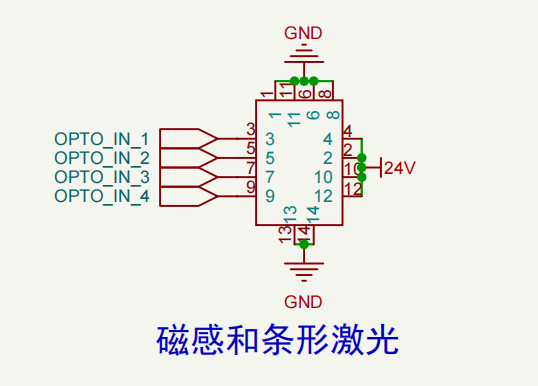 GND
1 11 6 8
1 11 6 8
OPTO_IN_1 3 3 4 4
OPTO_IN_2 5 5 2 2
OPTO_IN_3 7 7 10 10
OPTO_IN_4 9 9 12 12
24V
13 14
13 14
GND
磁感和条形激光